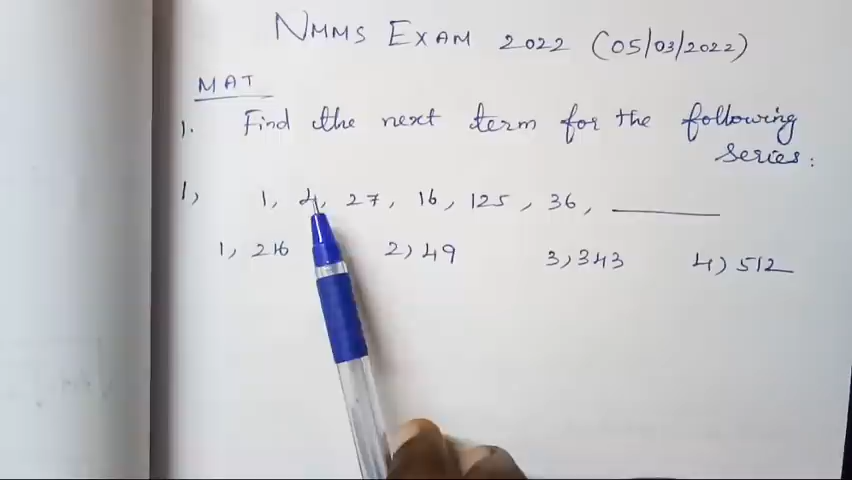 NMMS EXAM 2022 (05/03/2022)
MAT
1. Find the next term for the following
series:
1, 1, 4, 27, 16, 125, 36, ______
1, 216 2) 49 3, 343 4) 512